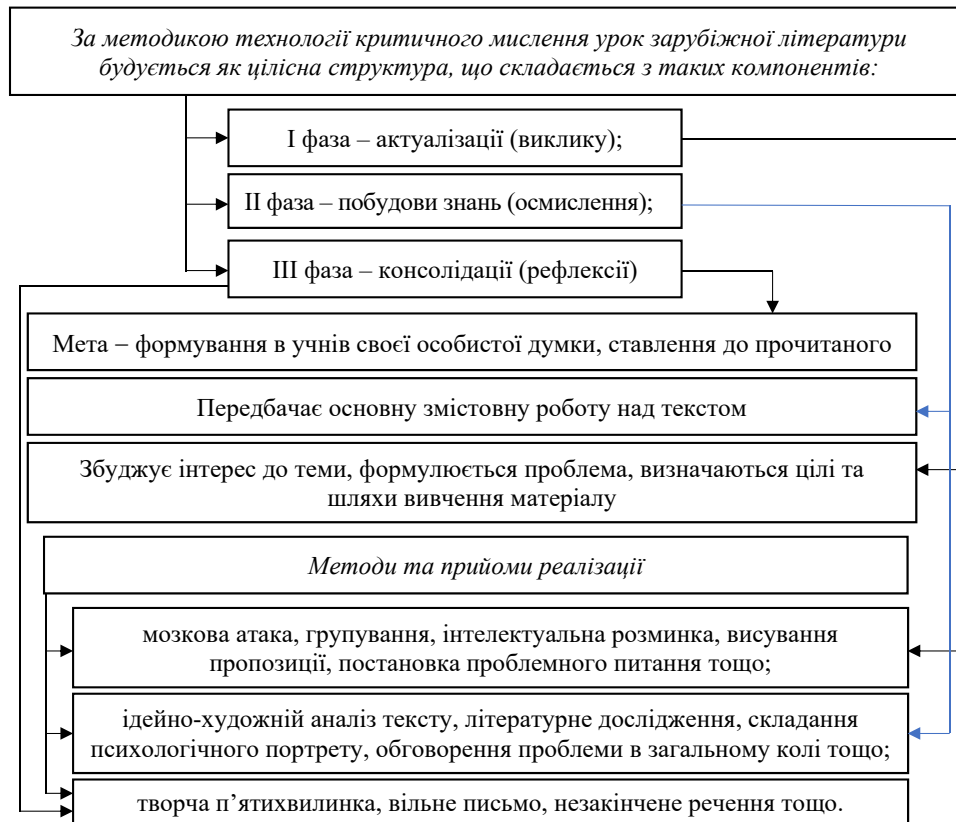 За методикою технології критичного мислення урок зарубіжної літератури
будується як цілісна структура, що складається з таких компонентів:
І фаза – актуалізації (виклику);
ІІ фаза – побудови знань (осмислення);
ІІІ фаза – консолідації (рефлексії)
Мета – формування в учнів своєї особистої думки, ставлення до прочитаного
Передбачає основну змістовну роботу над текстом
Збуджує інтерес до теми, формулюється проблема, визначаються цілі та
шляхи вивчення матеріалу
Методи та прийоми реалізації
мозкова атака, групування, інтелектуальна розминка, висування
пропозиції, постановка проблемного питання тощо;
ідейно-художній аналіз тексту, літературне дослідження, складання
психологічного портрету, обговорення проблеми в загальному колі тощо;
творча п’ятихвилинка, вільне письмо, незакінчене речення тощо.